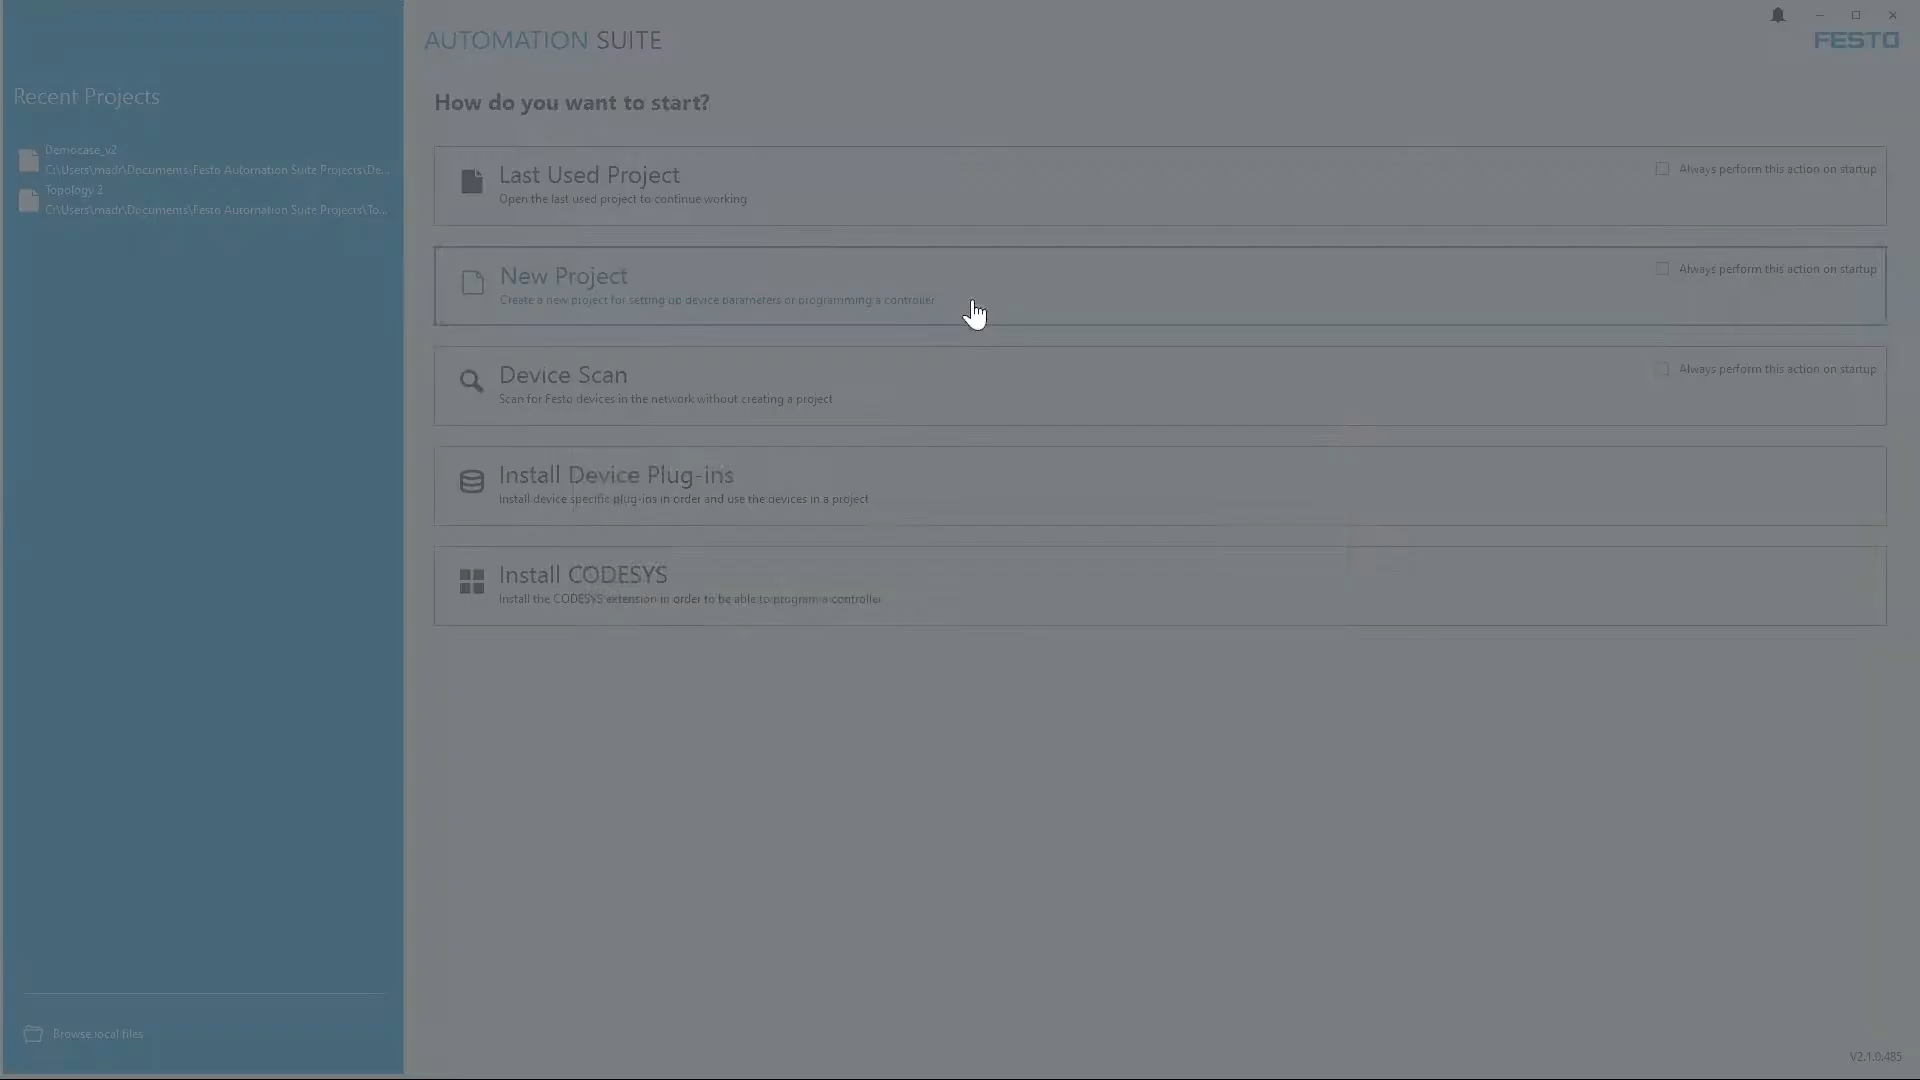 AUTOMATION SUITE
FESTO
Recent Projects
How do you want to start?
Democase_v2
C:\Users\madr\Documents\Festo Automation Suite Projects\De...
Topology 2
C:\Users\madr\Documents\Festo Automation Suite Projects\To...
Last Used Project
Always perform this action on startup
Open the last used project to continue working
New Project
Always perform this action on startup
Create a new project for setting up device parameters or programming a controller
Device Scan
Always perform this action on startup
Scan for Festo devices in the network without creating a project
Install Device Plug-ins
Install device specific plug-ins in order and use the devices in a project
Install CODESYS
Install the CODESYS extension in order to be able to program a controller
Browse local files
V2.1.0.485